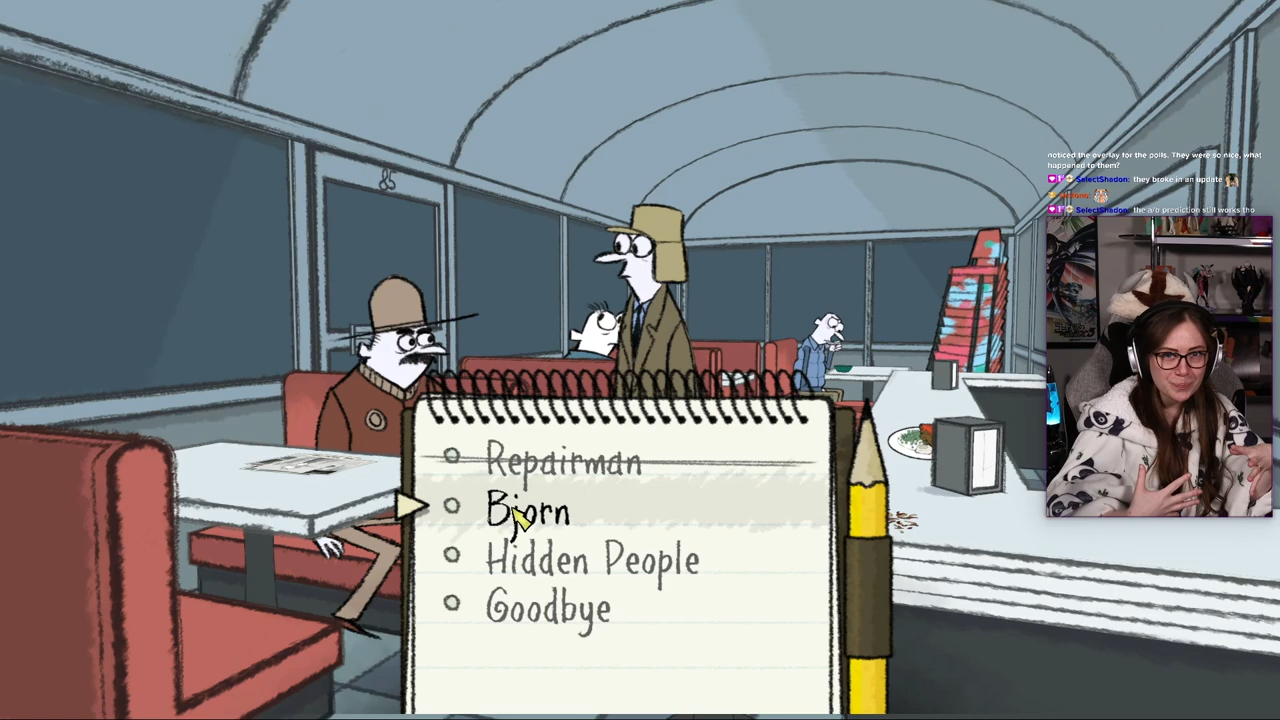 85
noticed the overlay for the polls. They were so nice, what
happened to them?
SelectShadon: they broke in an update
SelectShadon: the a/b prediction still works tho
Repairman
Bjorn
Hidden People
Goodbye